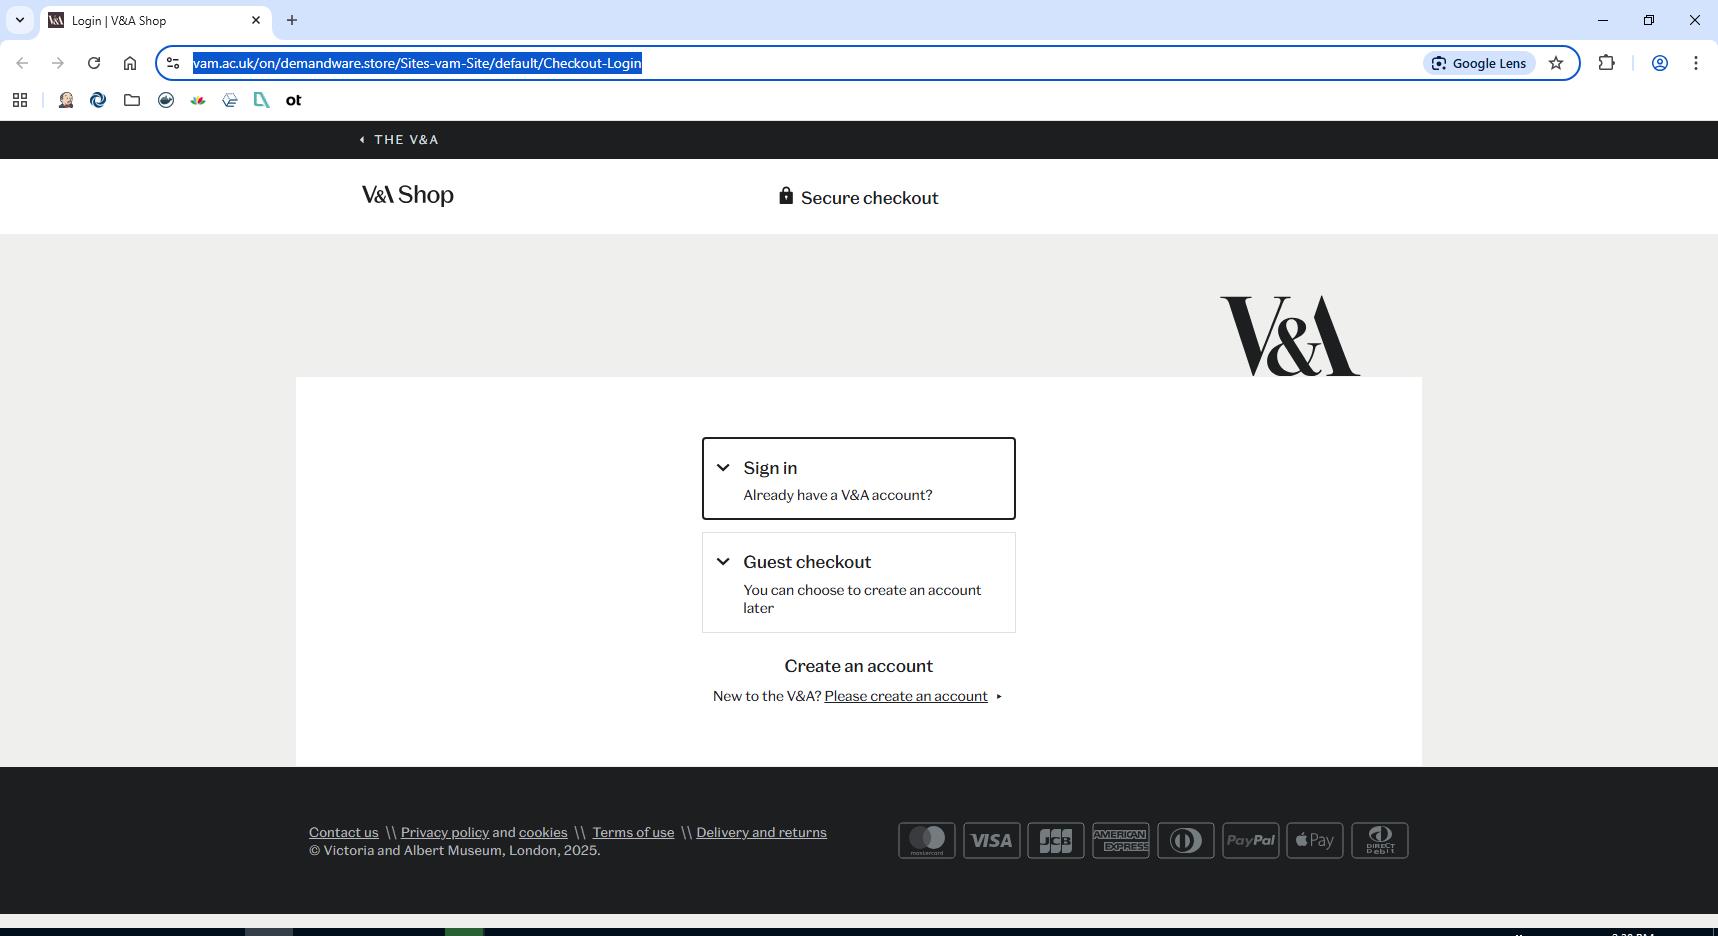 Login | V&A Shop
vam.ac.uk/on/demandware.store/Sites-vam-Site/default/Checkout-Login
Google Lens
ot
THE V&A
V&A Shop
Secure checkout
V&A
Sign in
Already have a V&A account?
Guest checkout
You can choose to create an account
later
Create an account
New to the V&A? Please create an account
Contact us \\ Privacy policy and cookies \\ Terms of use \\ Delivery and returns
© Victoria and Albert Museum, London, 2025.
mastercard
VISA
JCB
AMERICAN
EXPRESS
PayPal
Pay
DIRECT
Debit